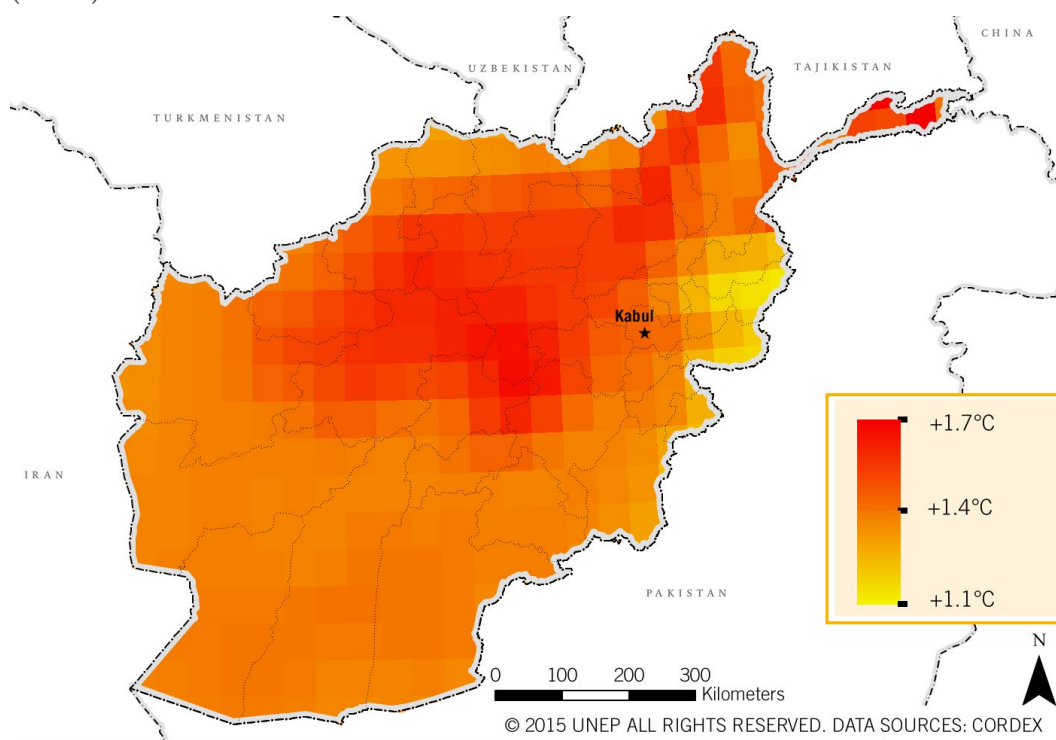 CHINA
UZBEKISTAN
TAJIKISTAN
TURKMENISTAN
Kabul
+1.7°C
IRAN
+1.4°C
PAKISTAN
+1.1°C
N
0 100 200 300
Kilometers
© 2015 UNEP ALL RIGHTS RESERVED. DATA SOURCES: CORDEX